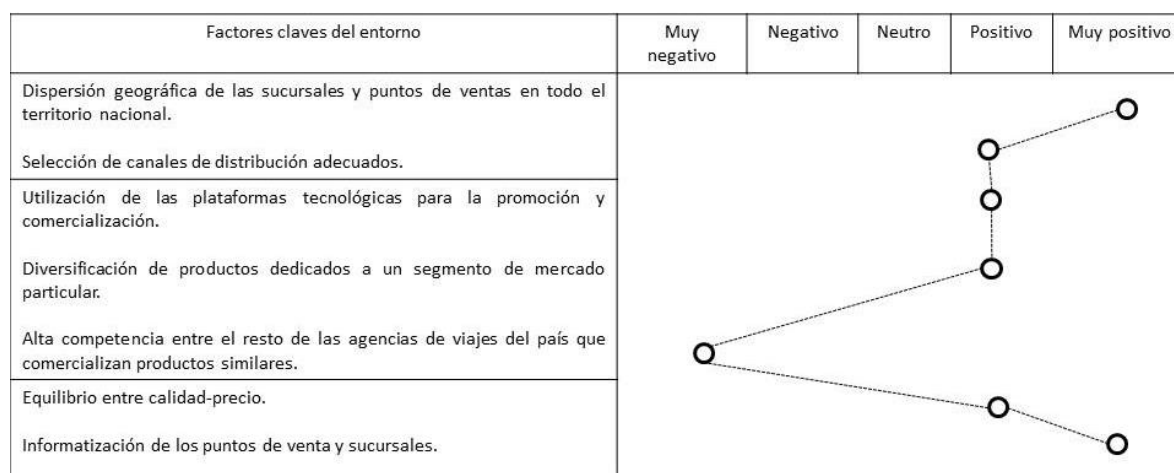 Factores claves del entorno
Muy
negativo
Negativo
Neutro
Positivo
Muy positivo
Dispersión geográfica de las sucursales y puntos de ventas en todo el
territorio nacional.
Selección de canales de distribución adecuados.
Utilización de las plataformas tecnológicas para la promoción y
comercialización.
Diversificación de productos dedicados a un segmento de mercado
particular.
Alta competencia entre el resto de las agencias de viajes del país que
comercializan productos similares.
Equilibrio entre calidad-precio.
Informatización de los puntos de venta y sucursales.